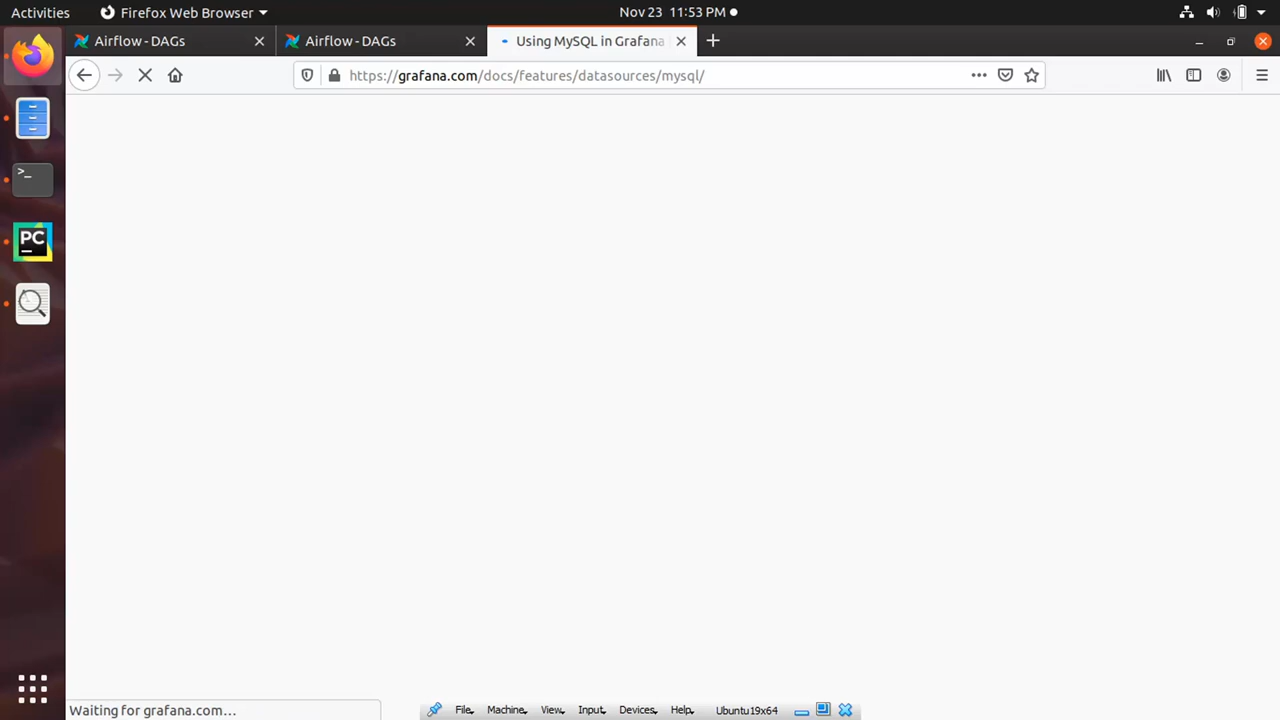 Activities
Firefox Web Browser
Nov 23 11:53 PM
Airflow - DAGs
Airflow - DAGs
Using MySQL in Grafana
https://grafana.com/docs/features/datasources/mysql/
>_
PC
Waiting for grafana.com...
File
Machine
View
Input
Devices
Help
Ubuntu19x64